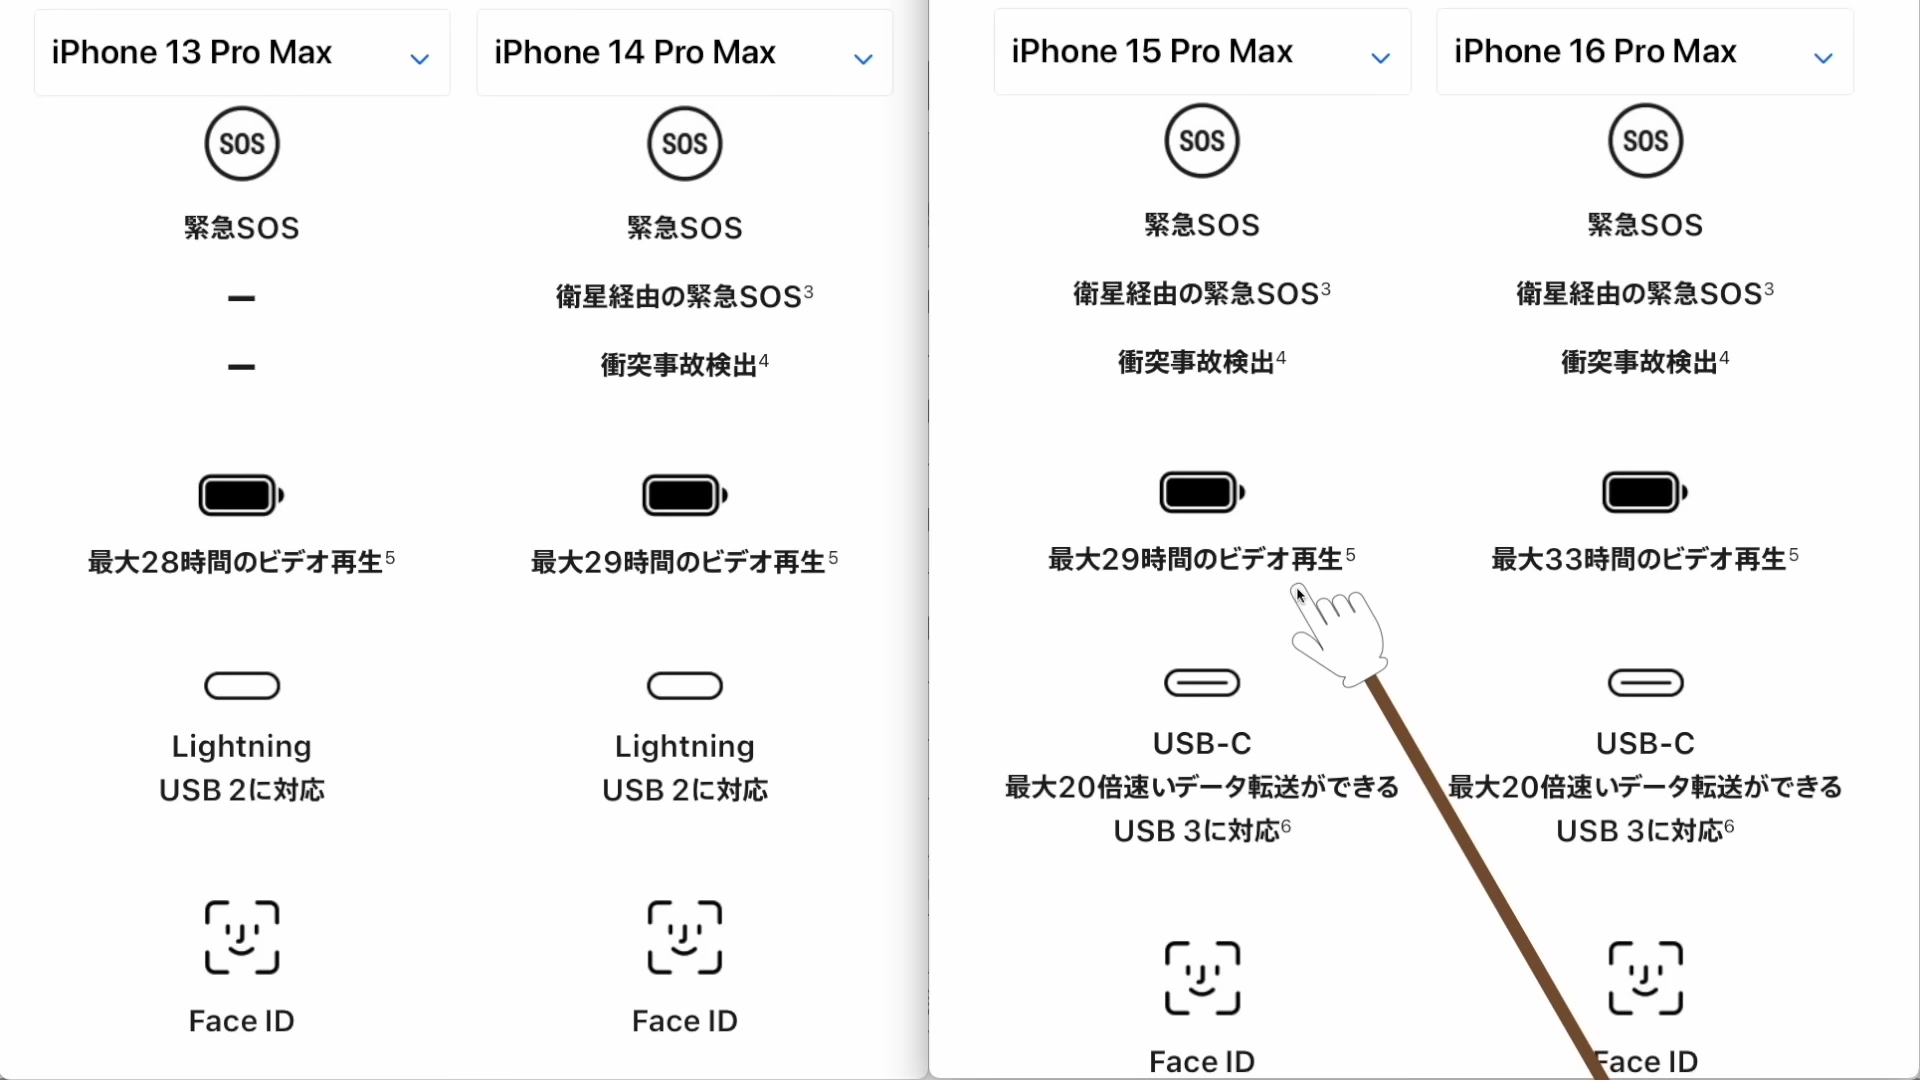 iPhone 13 Pro Max
SOS
緊急SOS
–
–
最大28時間のビデオ再生5
Lightning
USB 2に対応
Face ID
iPhone 14 Pro Max
SOS
緊急SOS
衛星経由の緊急SOS3
衝突事故検出4
最大29時間のビデオ再生5
Lightning
USB 2に対応
Face ID
iPhone 15 Pro Max
SOS
緊急SOS
衛星経由の緊急SOS3
衝突事故検出4
最大29時間のビデオ再生5
USB-C
最大20倍速いデータ転送ができる
USB 3に対応6
Face ID
iPhone 16 Pro Max
SOS
緊急SOS
衛星経由の緊急SOS3
衝突事故検出4
最大33時間のビデオ再生5
USB-C
最大20倍速いデータ転送ができる
USB 3に対応6
Face ID